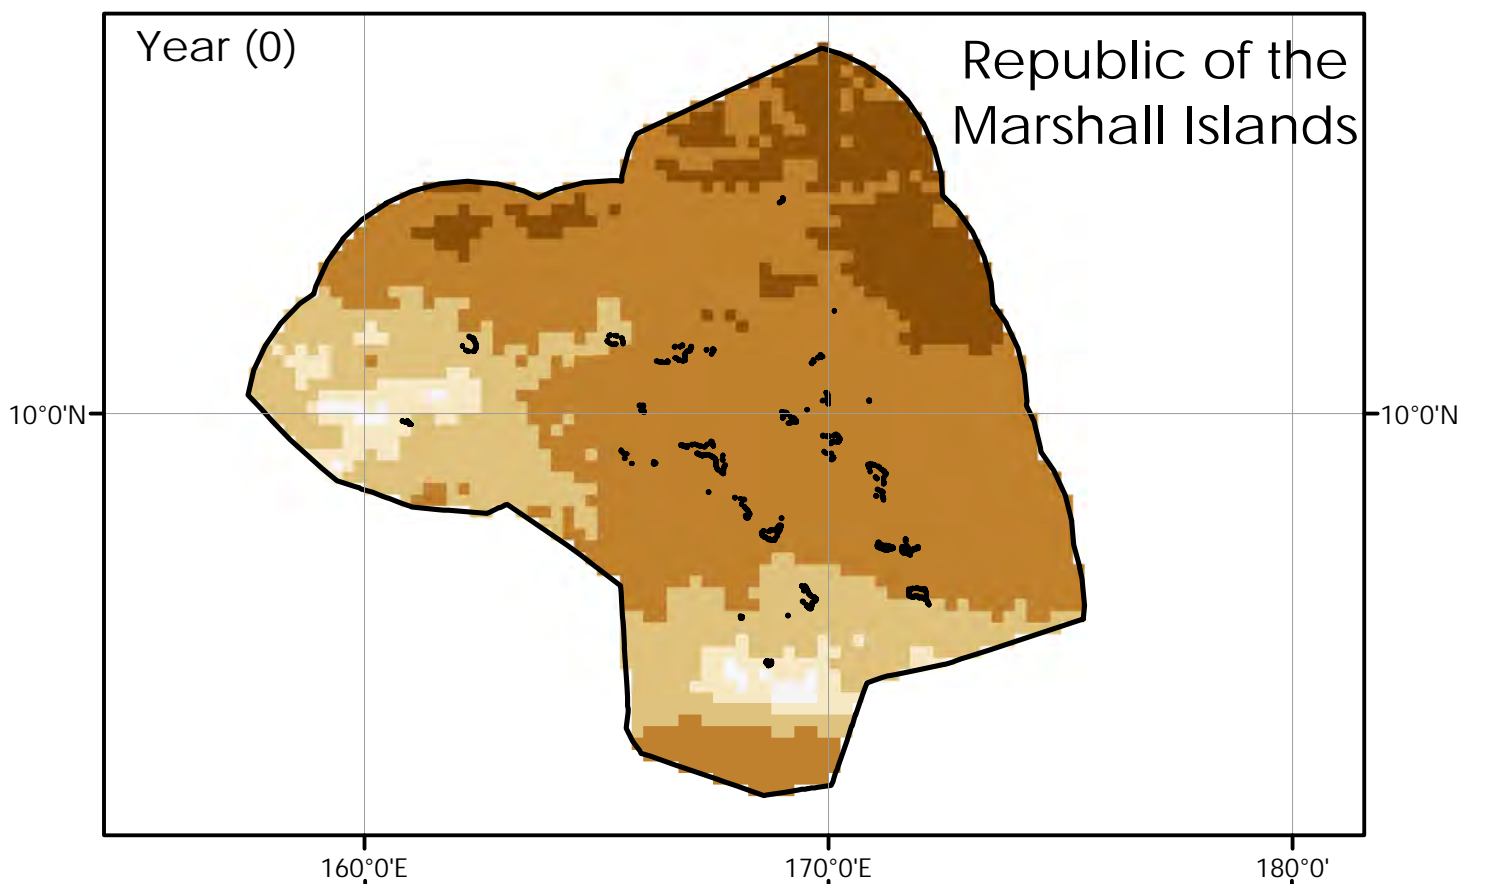 Year (0)
Republic of the
Marshall Islands
10°0'N
10°0'N
160°0'E
170°0'E
180°0'